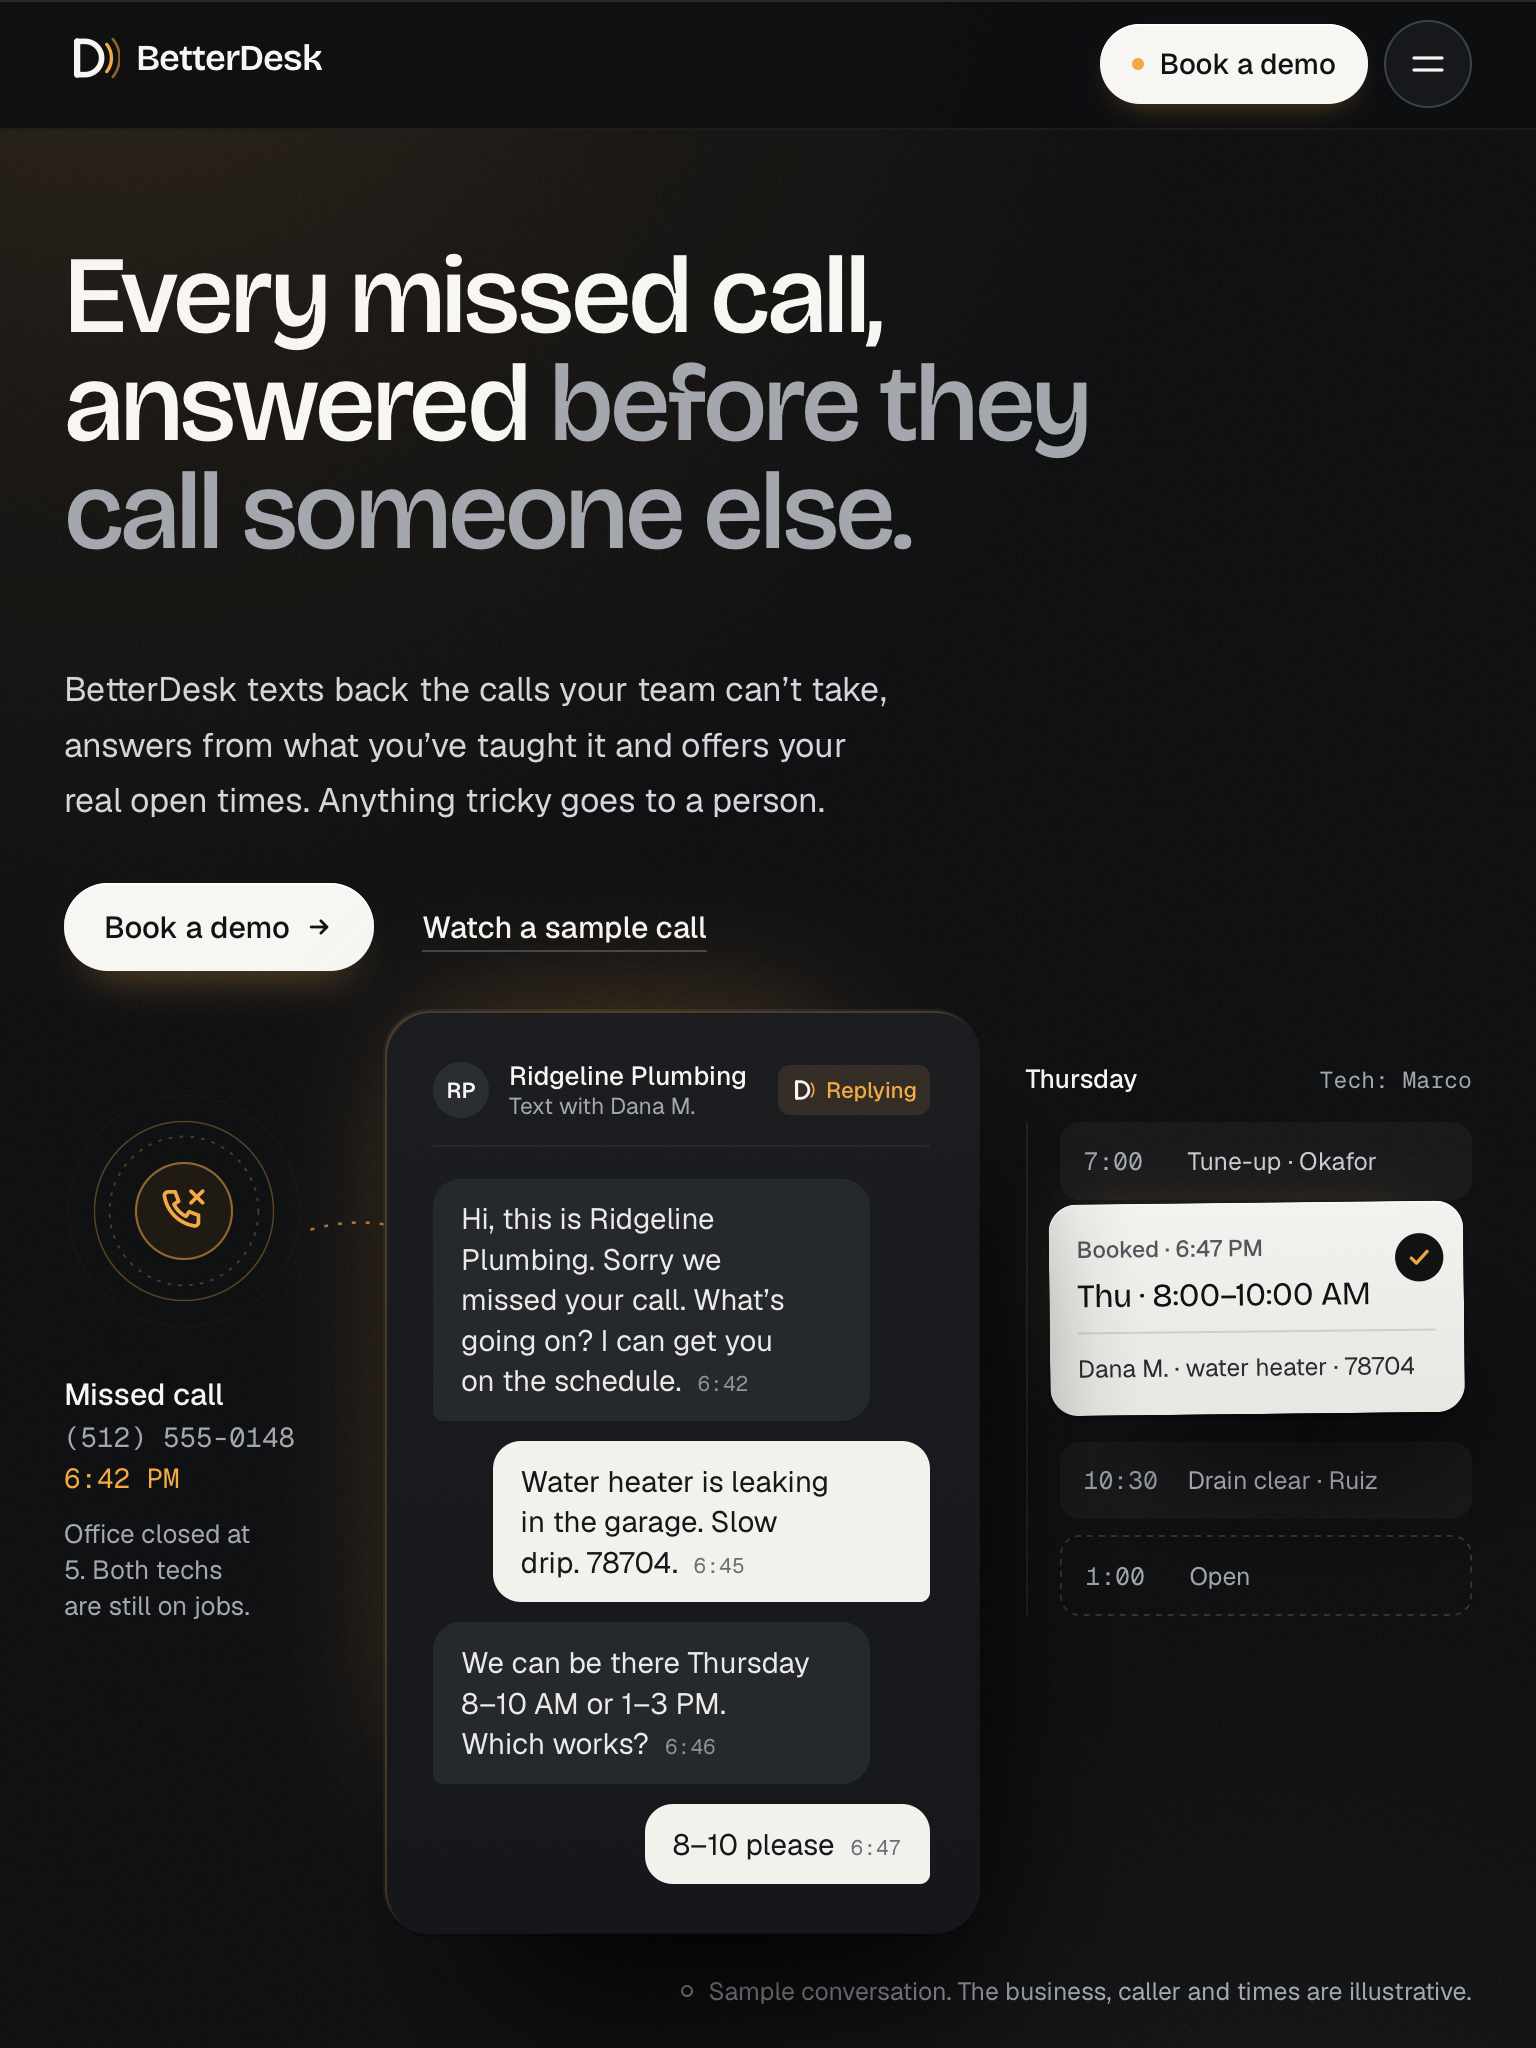 BetterDesk
Book a demo
Every missed call,
answered before they
call someone else.
BetterDesk texts back the calls your team can’t take,
answers from what you’ve taught it and offers your
real open times. Anything tricky goes to a person.
Book a demo →
Watch a sample call
Missed call
(512) 555-0148
6:42 PM
Office closed at
5. Both techs
are still on jobs.
RP
Ridgeline Plumbing
Text with Dana M.
Replying
Hi, this is Ridgeline
Plumbing. Sorry we
missed your call. What’s
going on? I can get you
on the schedule. 6:42
Water heater is leaking
in the garage. Slow
drip. 78704. 6:45
We can be there Thursday
8–10 AM or 1–3 PM.
Which works? 6:46
8–10 please 6:47
Thursday
Tech: Marco
7:00 Tune-up · Okafor
Booked · 6:47 PM
Thu · 8:00–10:00 AM
Dana M. · water heater · 78704
10:30 Drain clear · Ruiz
1:00 Open
Sample conversation. The business, caller and times are illustrative.